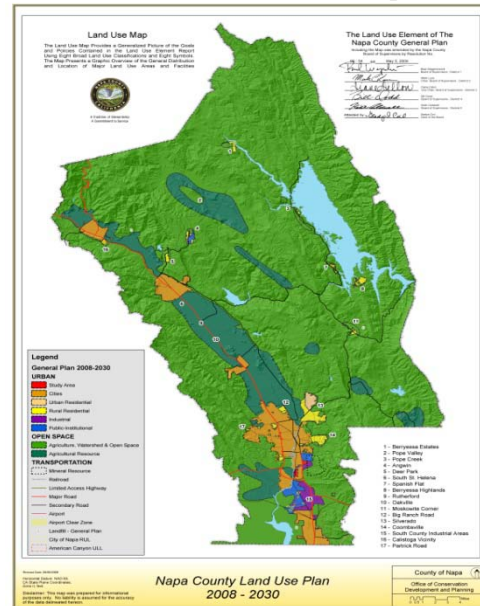 Land Use Map
The Land Use Map Provides a Generalized Picture of the Goals
and Policies Contained in the Land Use Element Report
Using Eight Broad Land Use Classifications and Eight Symbols.
The Map Presents a Graphic Overview of the General Distribution
and Location of Major Land Use Areas and Facilities
A Tradition of Stewardship
A Commitment to Service
The Land Use Element of The
Napa County General Plan
Legend
General Plan 2008-2030
URBAN
Study Area
Cities
Urban Residential
Rural Residential
Industrial
Public-Institutional
OPEN SPACE
Agriculture, Watershed & Open Space
Agricultural Resource
TRANSPORTATION
Mineral Resource
Railroad
Limited Access Highway
Major Road
Secondary Road
Airport
Airport Clear Zone
Landfill - General Plan
City of Napa RUL
American Canyon ULL
1 - Berryessa Estates
2 - Pope Valley
3 - Pope Creek
4 - Angwin
5 - Deer Park
6 - South St. Helena
7 - Spanish Flat
8 - Berryessa Highlands
9 - Rutherford
10 - Oakville
11 - Moskowite Corner
12 - Big Ranch Road
13 - Silverado
14 - Coombsville
15 - South County Industrial Areas
16 - Calistoga Vicinity
17 - Partrick Road
Napa County Land Use Plan
2008 - 2030
County of Napa
Office of Conservation
Development and Planning